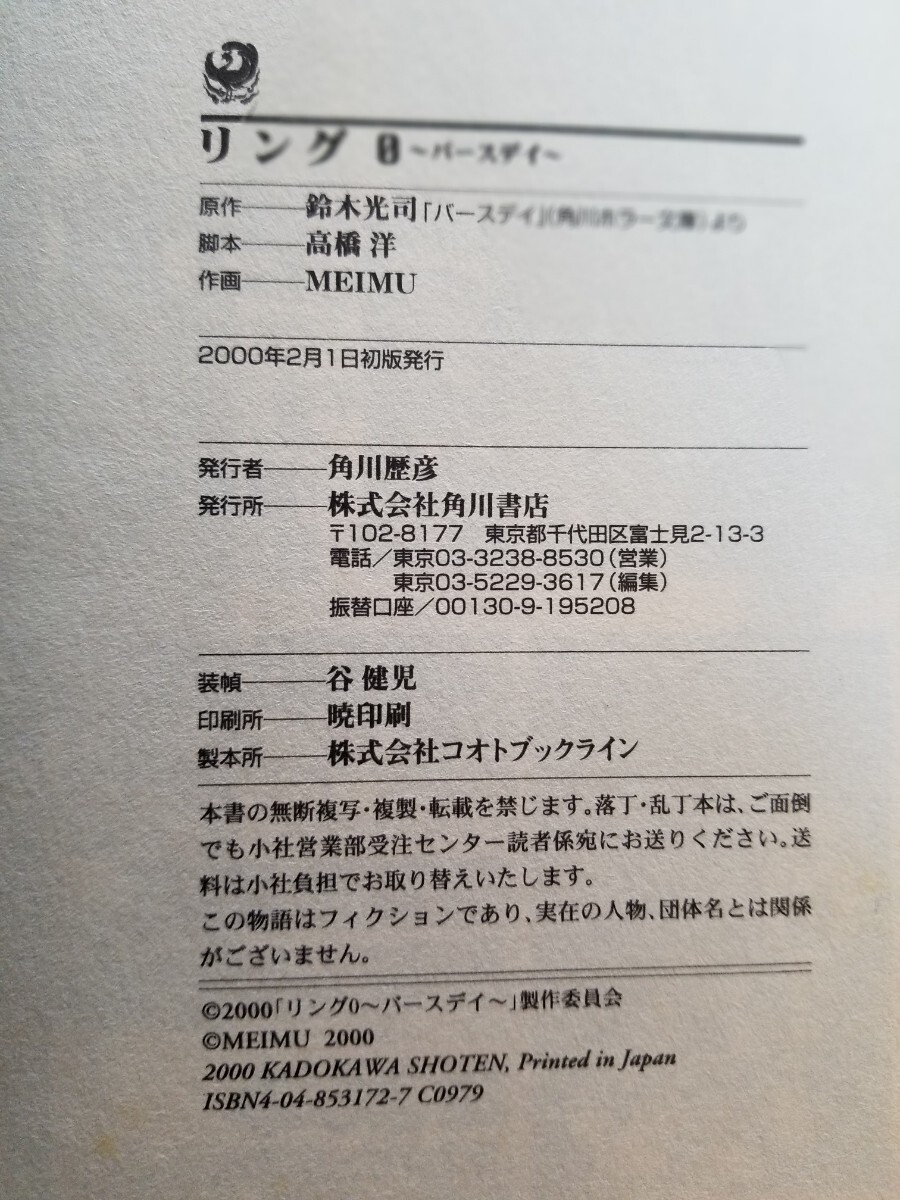 リング0~バースデイ~
原作――鈴木光司「バースデイ」(角川ホラー文庫)より
脚本――高橋 洋
作画――MEIMU
2000年2月1日初版発行
発行者――角川歴彦
発行所――株式会社角川書店
〒102-8177 東京都千代田区富士見2-13-3
電話/東京03-3238-8530(営業)
東京03-5229-3617(編集)
振替口座/00130-9-195208
装幀――谷 健児
印刷所――暁印刷
製本所――株式会社コオトブックライン
本書の無断複写・複製・転載を禁じます。落丁・乱丁本は、ご面倒
でも小社営業部受注センター読者係宛にお送りください。送
料は小社負担でお取り替えいたします。
この物語はフィクションであり、実在の人物、団体名とは関係
がございません。
©2000「リング0~バースデイ~」製作委員会
©MEIMU 2000
2000 KADOKAWA SHOTEN, Printed in Japan
ISBN4-04-853172-7 C0979